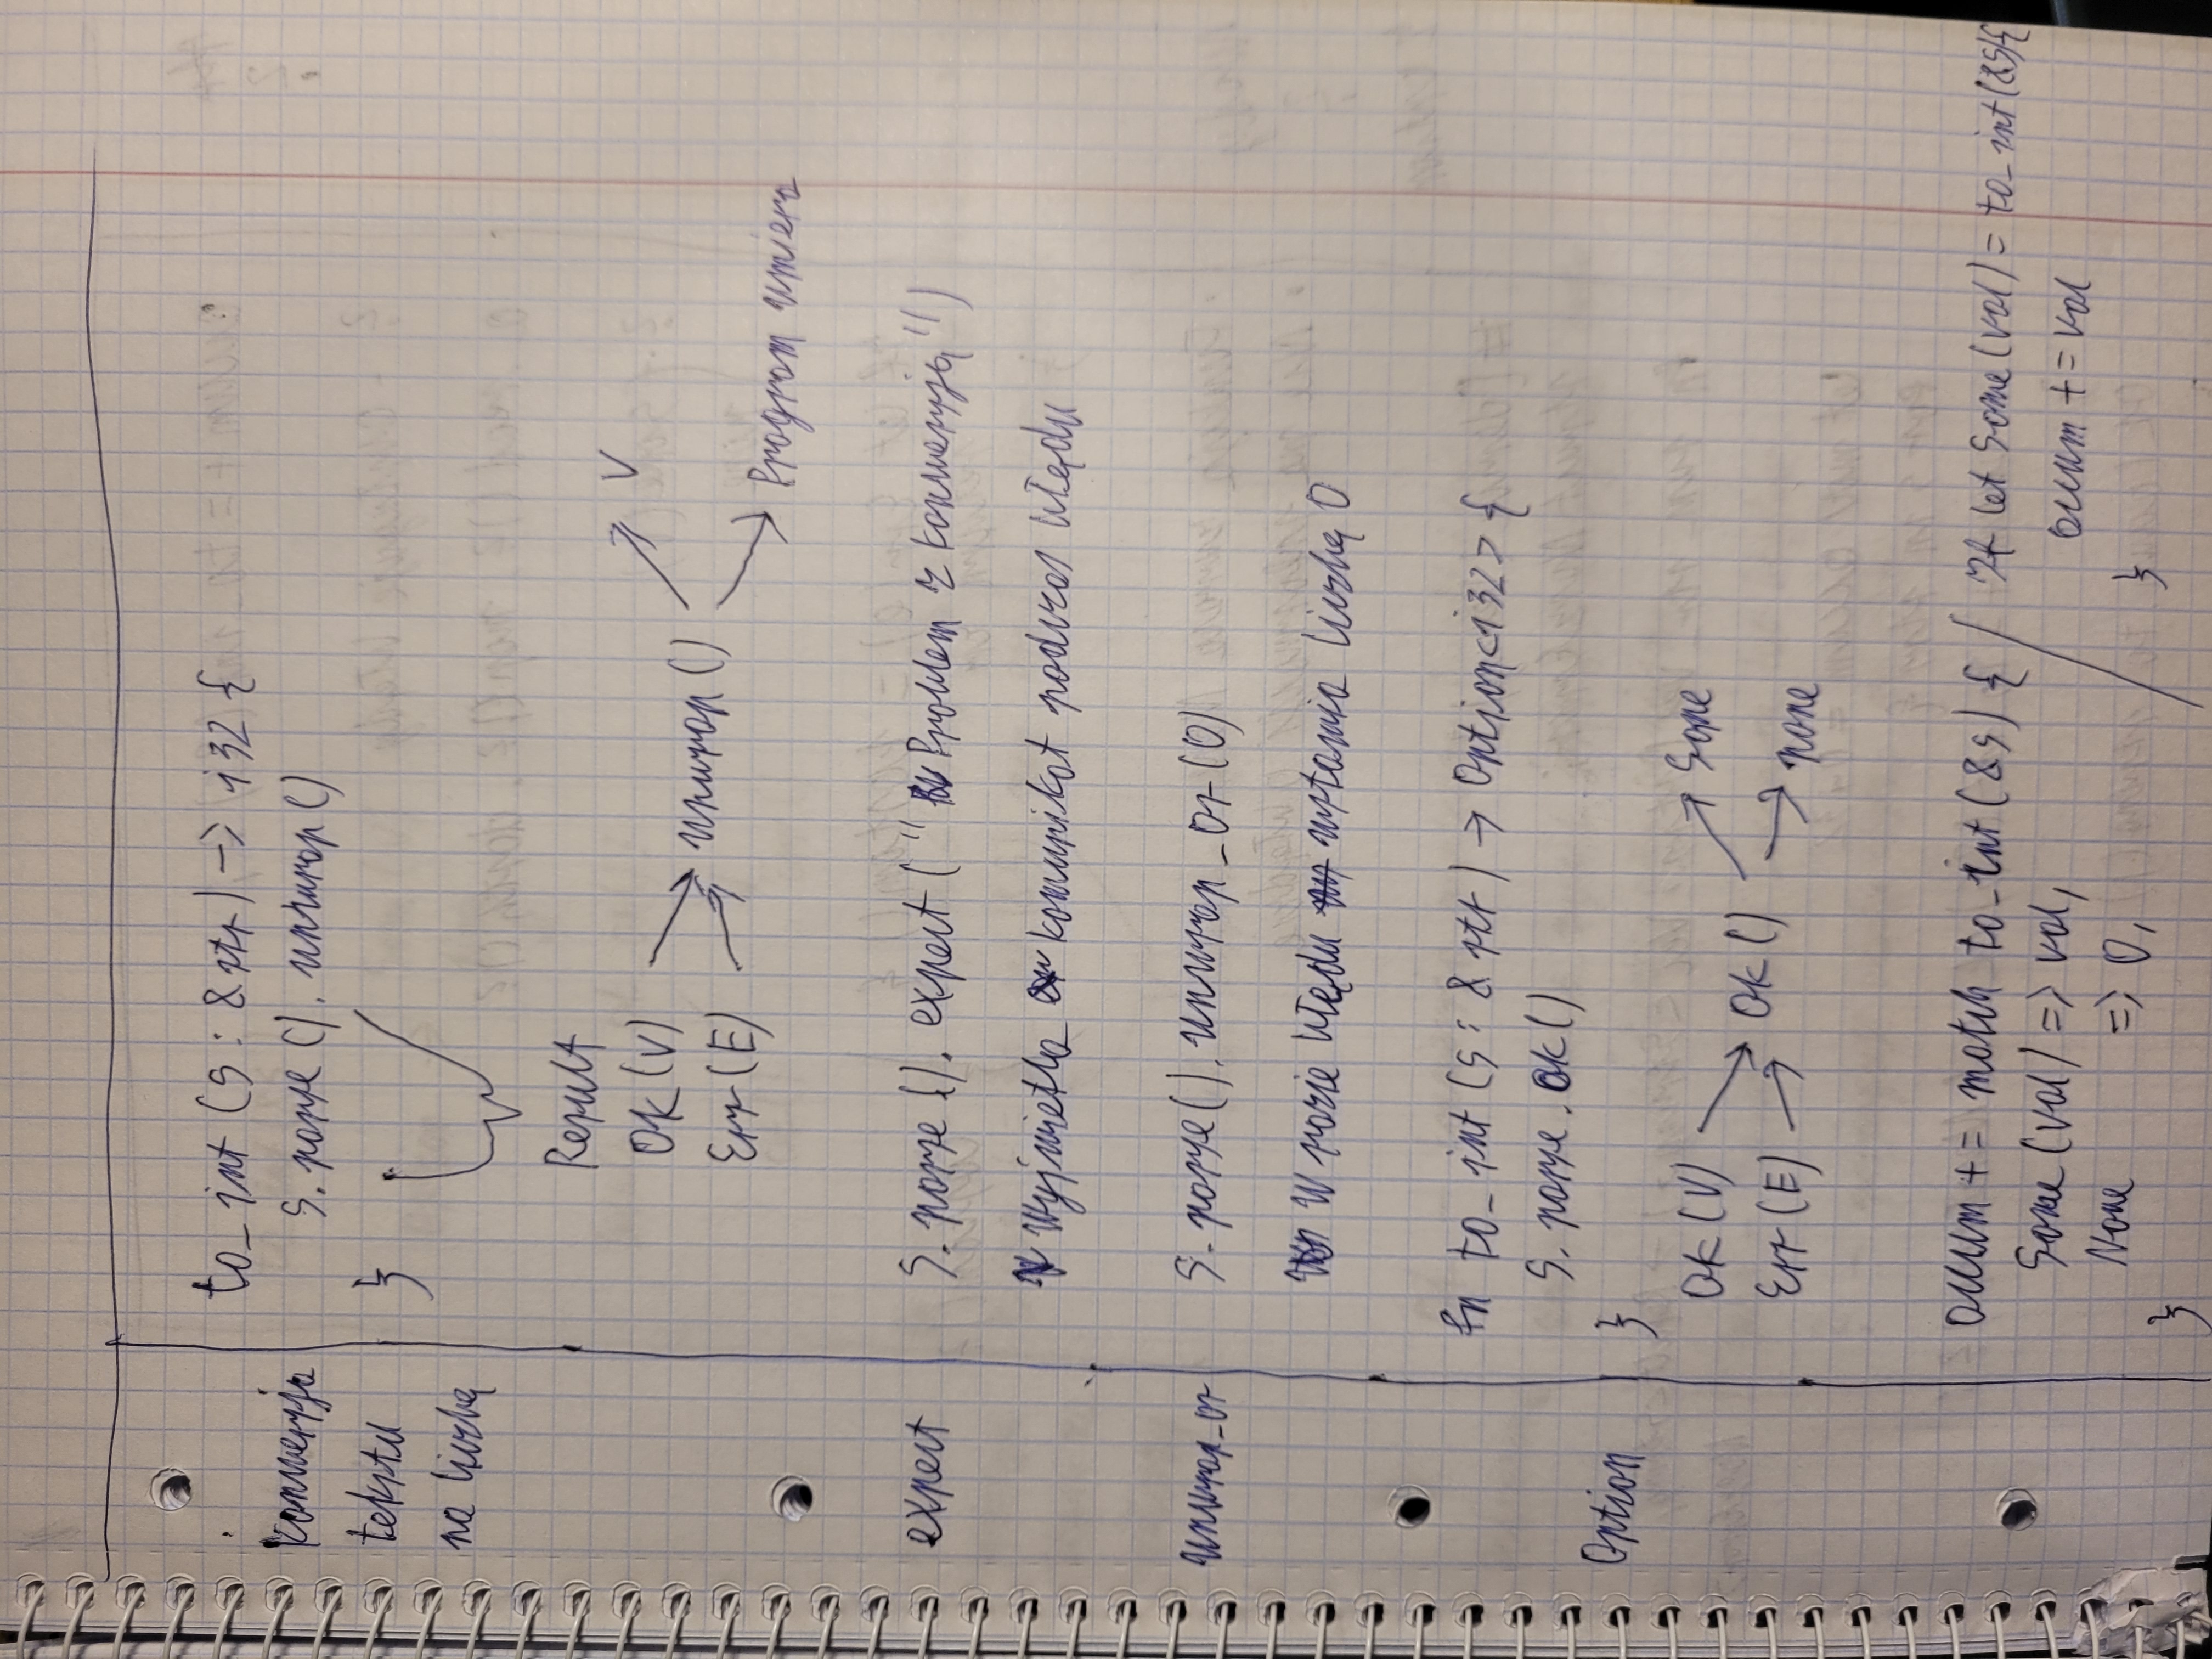 konwersja
tekstu
na liczbę
to_int (s: &str) -> i32 {
s.parse().unwrap()
}
Result
Ok(V)
Err(E)
unwrap()
V
Program umiera
expect
s.parse().expect("Problem z konwersją")
Wyświetla komunikat podczas błędu
unwrap_or
s.parse().unwrap_or(0)
W razie błędu wstawia liczbę 0
Option
fn to_int(s: &str) -> Option<i32> {
s.parse.ok()
}
Ok(V)
Err(E)
ok()
Some
none
accum += match to_int(&s) {
Some(val) => val,
None => 0,
}
if let Some(val) = to_int(&s){
accum += val
}